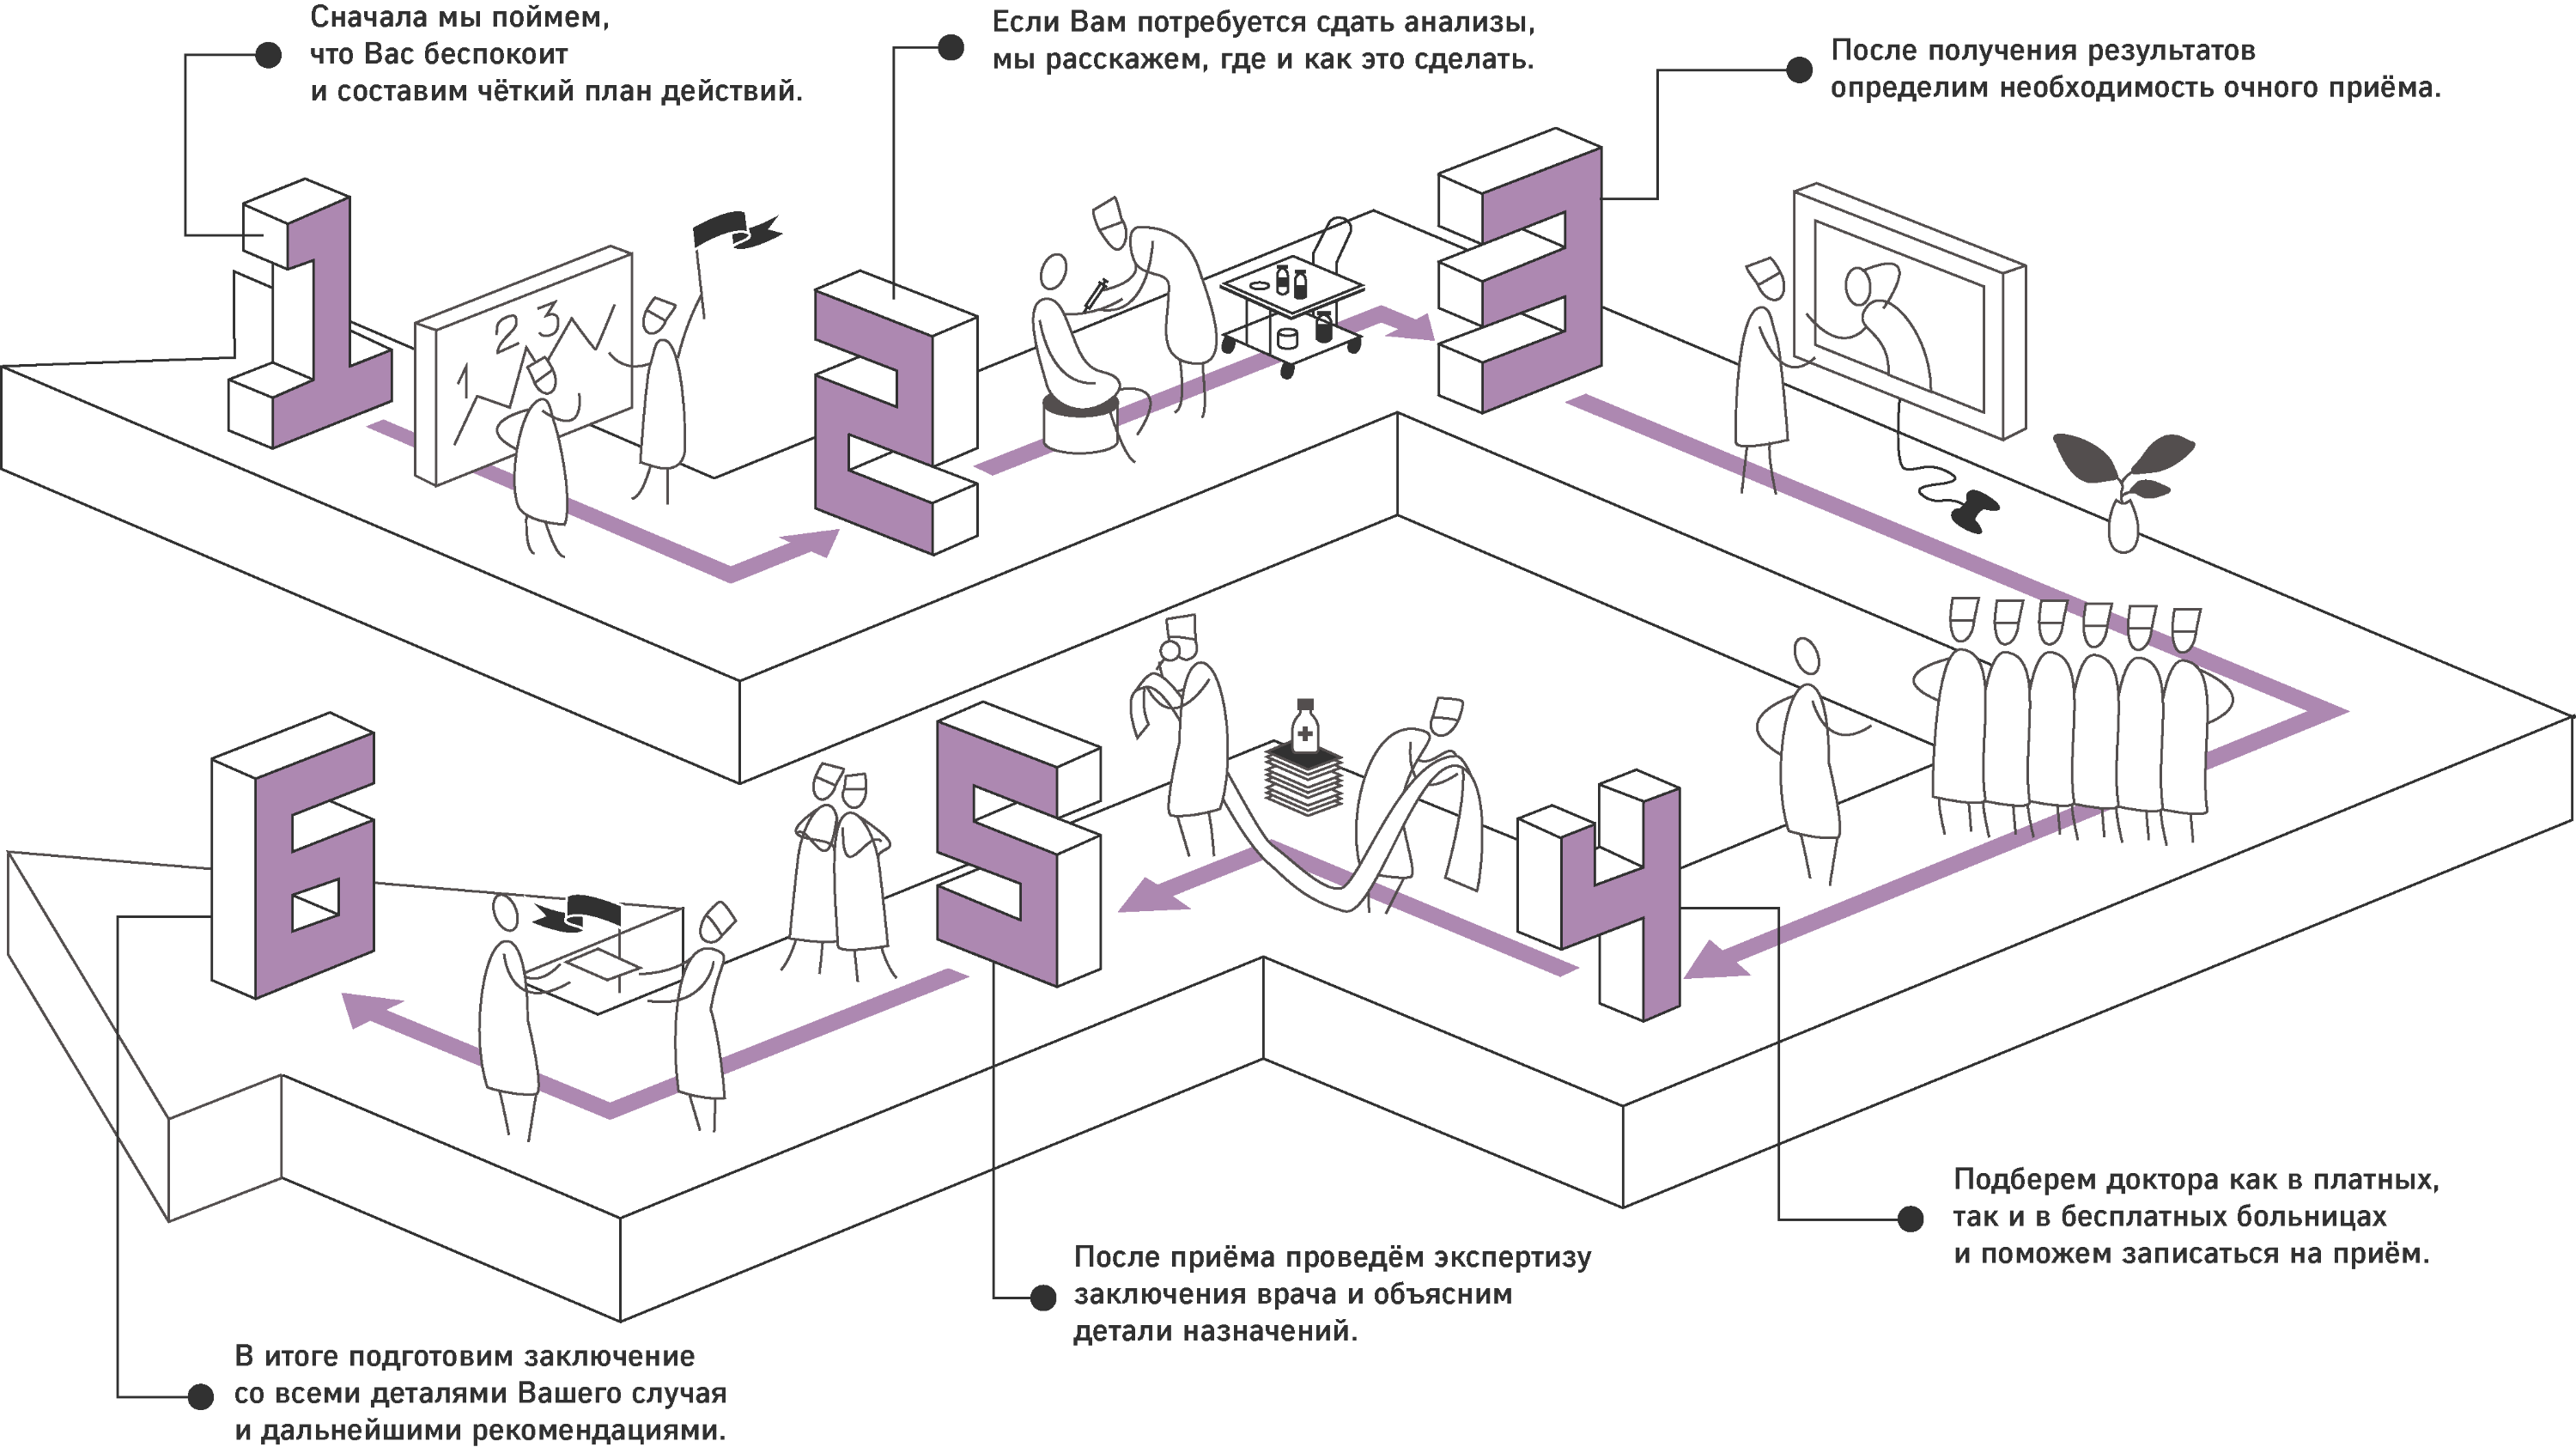 Сначала мы поймем,
что Вас беспокоит
и составим чёткий план действий.
Если Вам потребуется сдать анализы,
мы расскажем, где и как это сделать.
После получения результатов
определим необходимость очного приёма.
1
2
3
1
2
3
4
5
6
Подберем доктора как в платных,
так и в бесплатных больницах
и поможем записаться на приём.
После приёма проведём экспертизу
заключения врача и объясним
детали назначений.
В итоге подготовим заключение
со всеми деталями Вашего случая
и дальнейшими рекомендациями.